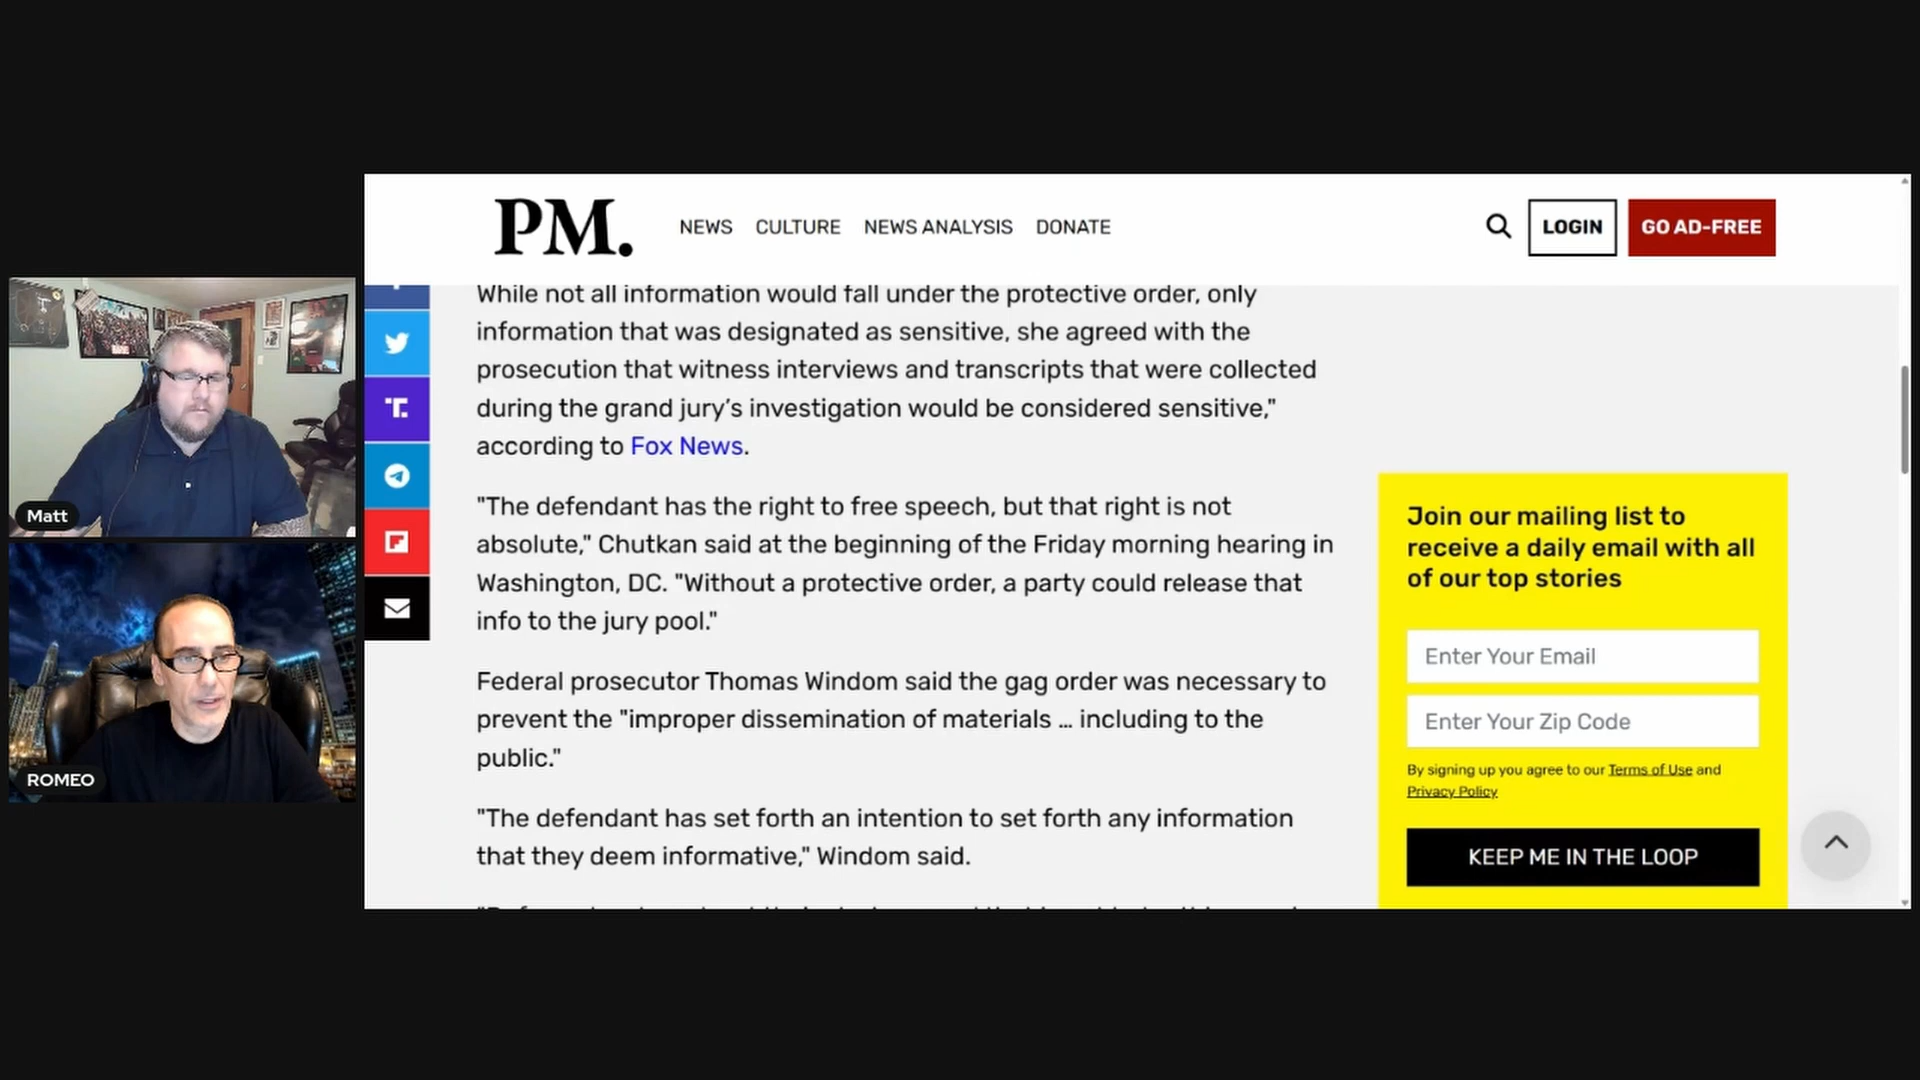 PM.
NEWS CULTURE NEWS ANALYSIS DONATE
LOGIN
GO AD-FREE
While not all information would fall under the protective order, only
information that was designated as sensitive, she agreed with the
prosecution that witness interviews and transcripts that were collected
during the grand jury’s investigation would be considered sensitive,"
according to Fox News.
"The defendant has the right to free speech, but that right is not
absolute," Chutkan said at the beginning of the Friday morning hearing in
Washington, DC. "Without a protective order, a party could release that
info to the jury pool."
Federal prosecutor Thomas Windom said the gag order was necessary to
prevent the "improper dissemination of materials … including to the
public."
"The defendant has set forth an intention to set forth any information
that they deem informative," Windom said.
Join our mailing list to
receive a daily email with all
of our top stories
Enter Your Email
Enter Your Zip Code
By signing up you agree to our Terms of Use and
Privacy Policy
KEEP ME IN THE LOOP
Matt
ROMEO